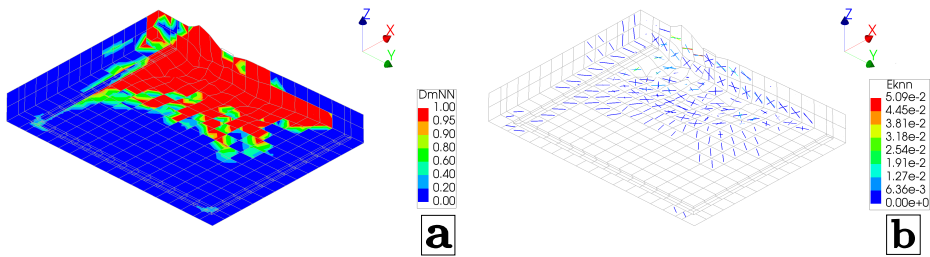 Z
X
Y
DmNN
1.00
0.95
0.90
0.80
0.60
0.40
0.20
0.00
a
Z
X
Y
Eknn
5.09e-2
4.45e-2
3.81e-2
3.18e-2
2.54e-2
1.91e-2
1.27e-2
6.36e-3
0.00e+0
b